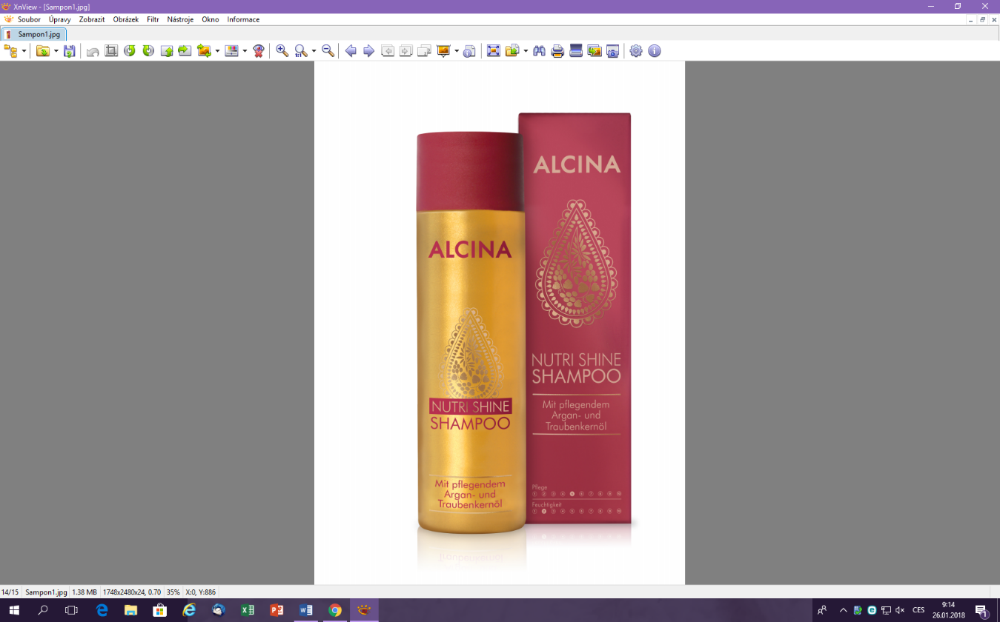 XnView - [Sampon1.jpg]
Soubor Úpravy Zobrazit Obrázek Filtr Nástroje Okno Informace
Sampon1.jpg
1:1
ALCINA
NUTRI SHINE
SHAMPOO
Mit pflegendem
Argan- und
Traubenkernöl
ALCINA
NUTRI SHINE
SHAMPOO
Mit pflegendem
Argan- und
Traubenkernöl
Pflege
1 2 3 4 5 6 7 8 9 10
Feuchtigkeit
1 2 3 4 5 6 7 8 9 10
14/15 Sampon1.jpg 1.38 MB 1748x2480x24, 0.70 35% X:0, Y:886
CES
9:14
26.01.2018
1